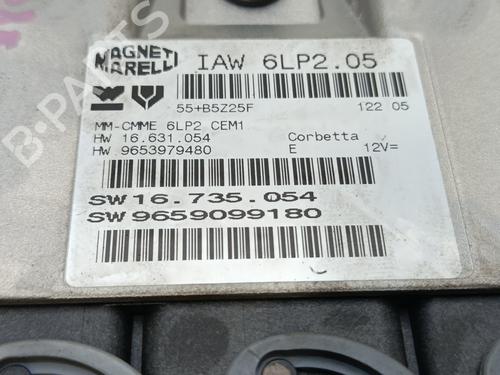 MAGNETI MARELLI
IAW 6LP2.05
55+B5Z25F
122 05
MM-CMME 6LP2 CEM1
HW 16.631.054
Corbetta
HW 9653979480
E
12V=
SW 16.735.054
SW 9659099180
B-PARTS